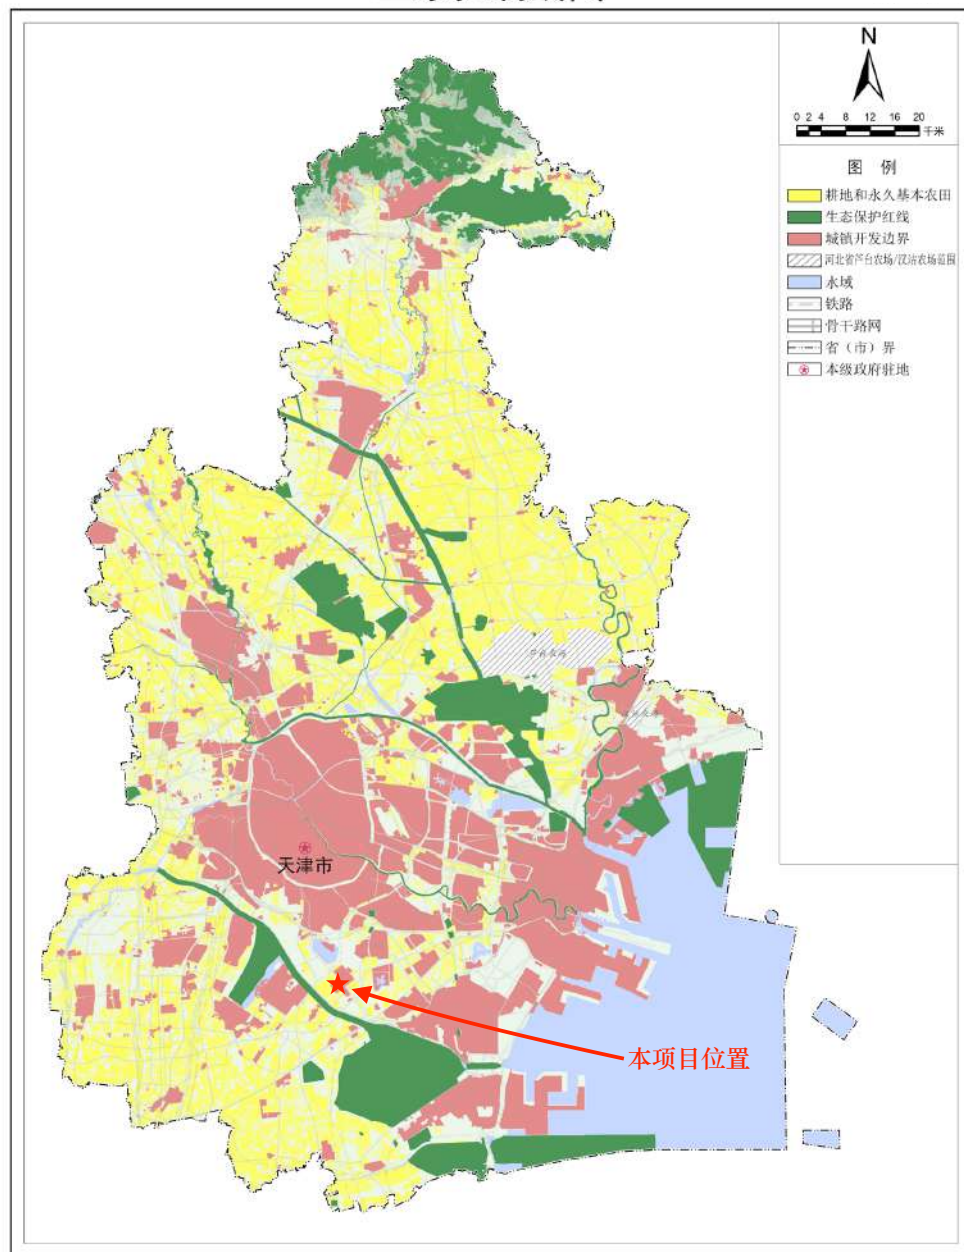 N
0 2 4 8 12 16 20
千米
图 例
耕地和永久基本农田
生态保护红线
城镇开发边界
河北省芦台农场/汉沽农场范围
水域
铁路
骨干路网
省（市）界
本级政府驻地
天津市
本项目位置